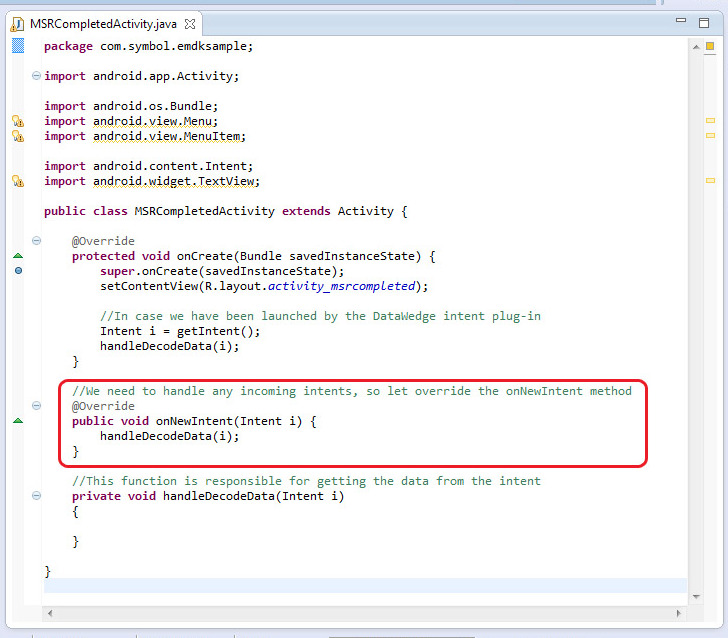 MSRCompletedActivity.java
package com.symbol.emdksample;
import android.app.Activity;
import android.os.Bundle;
import android.view.Menu;
import android.view.MenuItem;
import android.content.Intent;
import android.widget.TextView;
public class MSRCompletedActivity extends Activity {
@Override
protected void onCreate(Bundle savedInstanceState) {
super.onCreate(savedInstanceState);
setContentView(R.layout.activity_msrcompleted);
//In case we have been launched by the DataWedge intent plug-in
Intent i = getIntent();
handleDecodeData(i);
}
//We need to handle any incoming intents, so let override the onNewIntent method
@Override
public void onNewIntent(Intent i) {
handleDecodeData(i);
}
//This function is responsible for getting the data from the intent
private void handleDecodeData(Intent i)
{
}
}